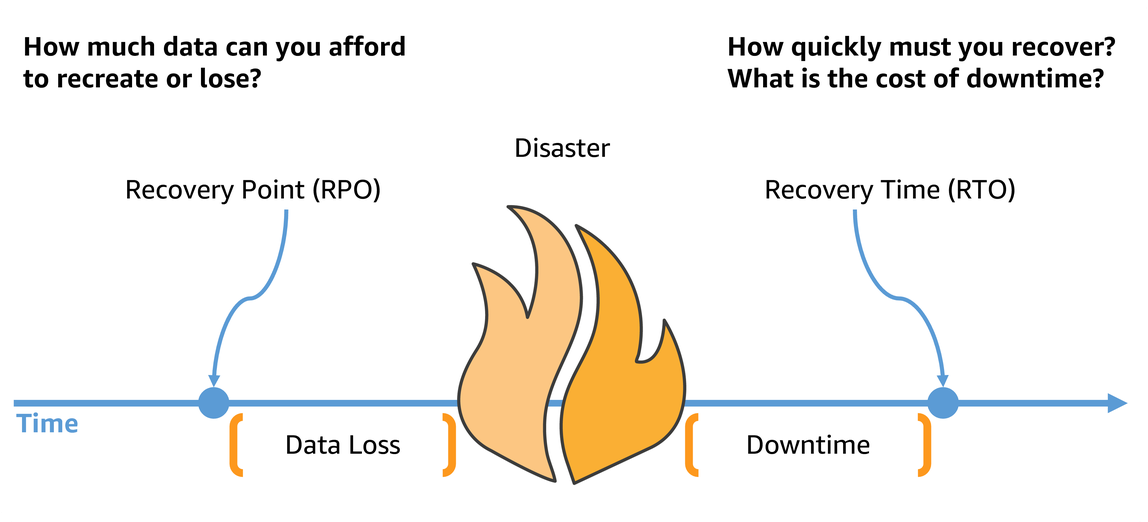 How much data can you afford
to recreate or lose?
How quickly must you recover?
What is the cost of downtime?
Disaster
Recovery Point (RPO)
Recovery Time (RTO)
Time
Data Loss
Downtime